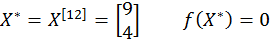 X* = X^[12] = [9 4]    f(X*) = 0